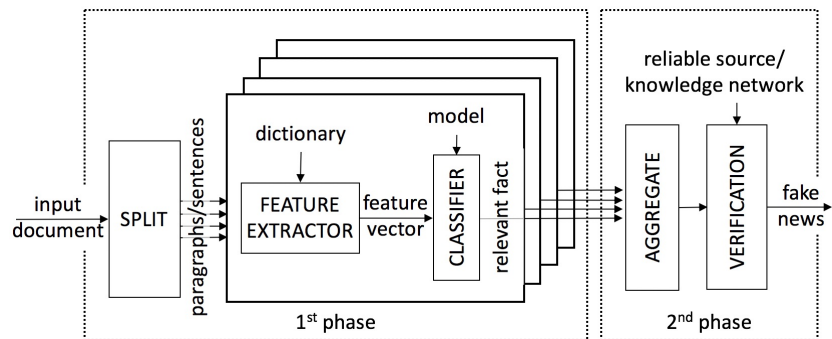 input
document
SPLIT
paragraphs/sentences
dictionary
FEATURE
EXTRACTOR
feature
vector
model
CLASSIFIER
relevant fact
1st phase
reliable source/
knowledge network
AGGREGATE
VERIFICATION
fake
news
2nd phase